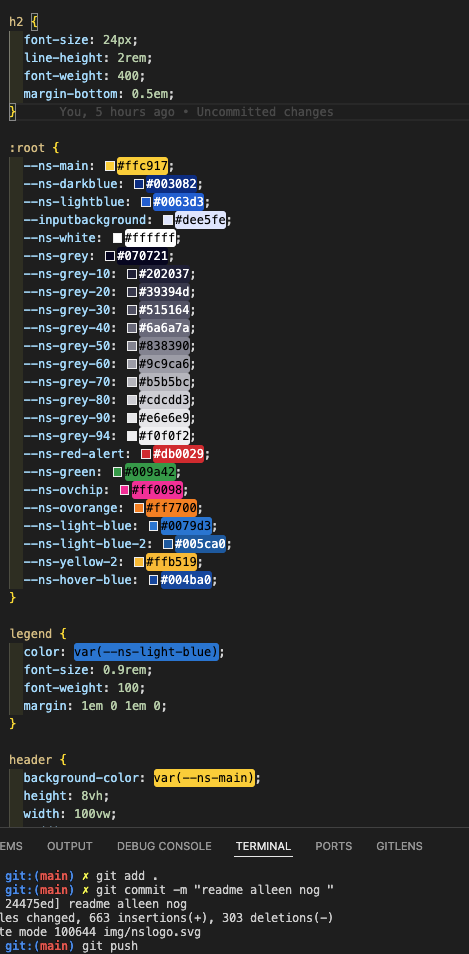 h2 {
font-size: 24px;
line-height: 2rem;
font-weight: 400;
margin-bottom: 0.5em;
} You, 5 hours ago • Uncommitted changes
:root {
--ns-main: #ffc917;
--ns-darkblue: #003082;
--ns-lightblue: #0063d3;
--inputbackground: #dee5fe;
--ns-white: #ffffff;
--ns-grey: #070721;
--ns-grey-10: #202037;
--ns-grey-20: #39394d;
--ns-grey-30: #515164;
--ns-grey-40: #6a6a7a;
--ns-grey-50: #838390;
--ns-grey-60: #9c9ca6;
--ns-grey-70: #b5b5bc;
--ns-grey-80: #cdcdd3;
--ns-grey-90: #e6e6e9;
--ns-grey-94: #f0f0f2;
--ns-red-alert: #db0029;
--ns-green: #009a42;
--ns-ovchip: #ff0098;
--ns-ovorange: #ff7700;
--ns-light-blue: #0079d3;
--ns-light-blue-2: #005ca0;
--ns-yellow-2: #ffb519;
--ns-hover-blue: #004ba0;
}
legend {
color: var(--ns-light-blue);
font-size: 0.9rem;
font-weight: 100;
margin: 1em 0 1em 0;
}
header {
background-color: var(--ns-main);
height: 8vh;
width: 100vw;
EMS OUTPUT DEBUG CONSOLE TERMINAL PORTS GITLENS
git:(main) ✗ git add .
git:(main) ✗ git commit -m "readme alleen nog "
24475ed] readme alleen nog
les changed, 663 insertions(+), 303 deletions(-)
te mode 100644 img/nslogo.svg
git:(main) git push